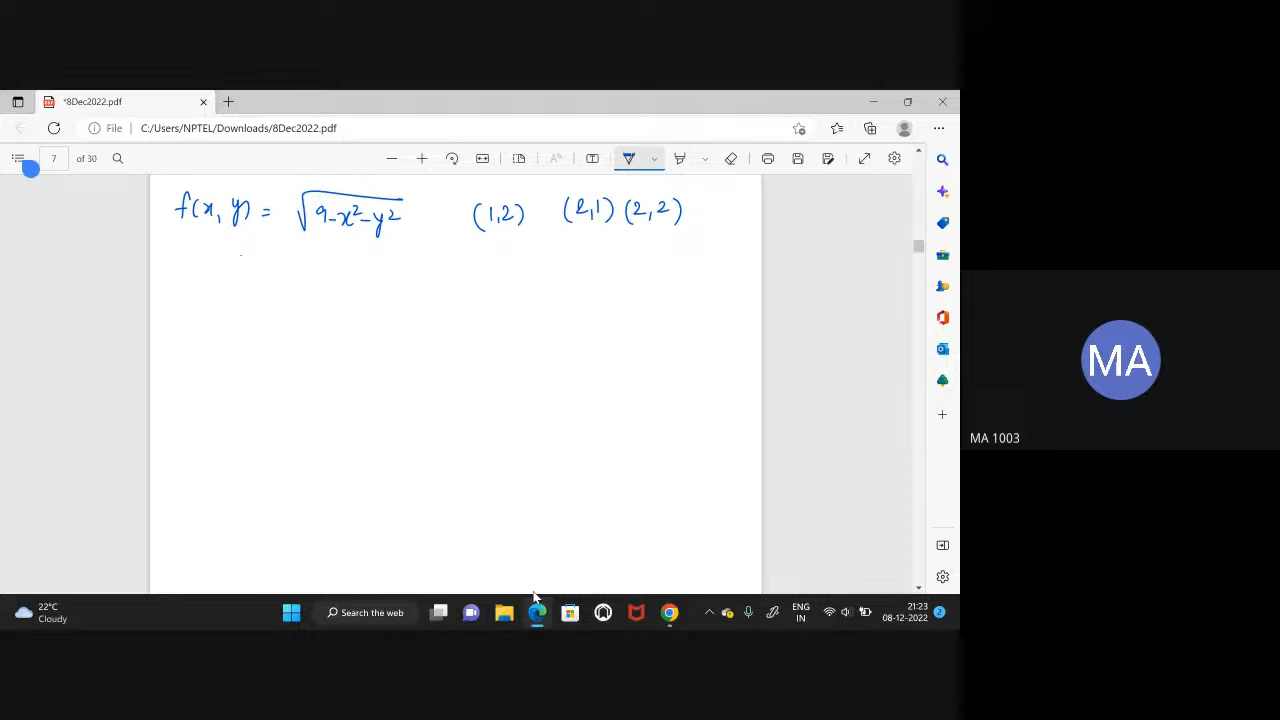 *8Dec2022.pdf
File C:/Users/NPTEL/Downloads/8Dec2022.pdf
7 of 30
f(x, y) = √(9-x²-y²) (1,2) (2,1) (2,2)
MA
MA 1003
22°C
Cloudy
Search the web
ENG
IN
21:23
08-12-2022
2